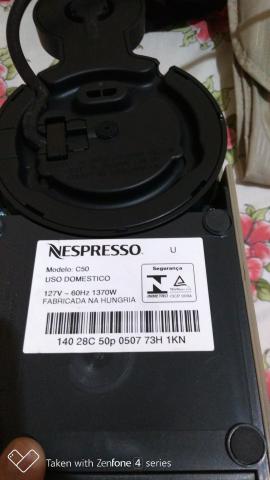 NESPRESSO. U
Modelo: C50
USO DOMESTICO
127V ~ 60Hz 1370W
FABRICADA NA HUNGRIA
Segurança
INMETRO
140 28C 50p 0507 73H 1KN
Taken with Zenfone 4 series